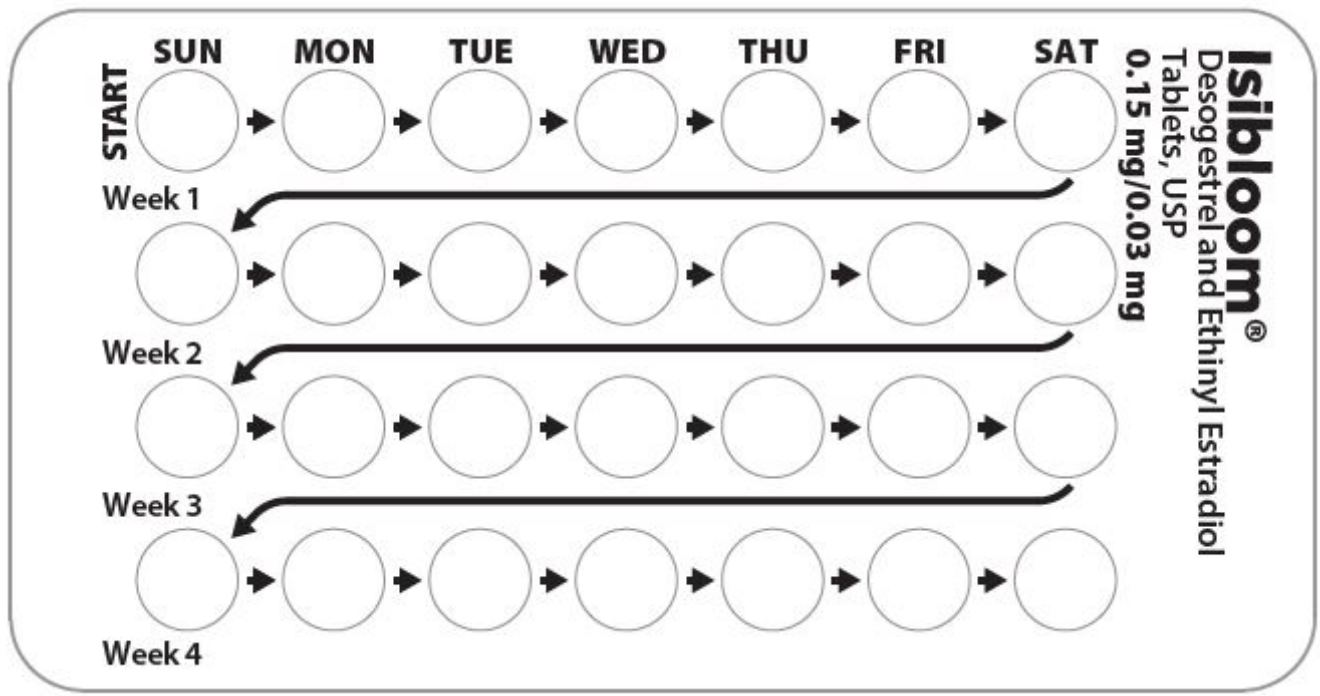 SUN MON TUE WED THU FRI SAT
START
Week 1
Week 2
Week 3
Week 4
Isibloom®
Desogestrel and Ethinyl Estradiol
Tablets, USP
0.15 mg/0.03 mg